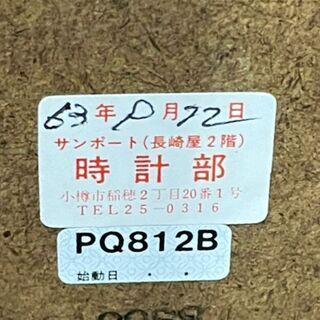 63年 月22日
サンポート(長崎屋2階)
時計部
小樽市稲穂2丁目20番1号
TEL25-0316
PQ812B
始動日 ・ ・